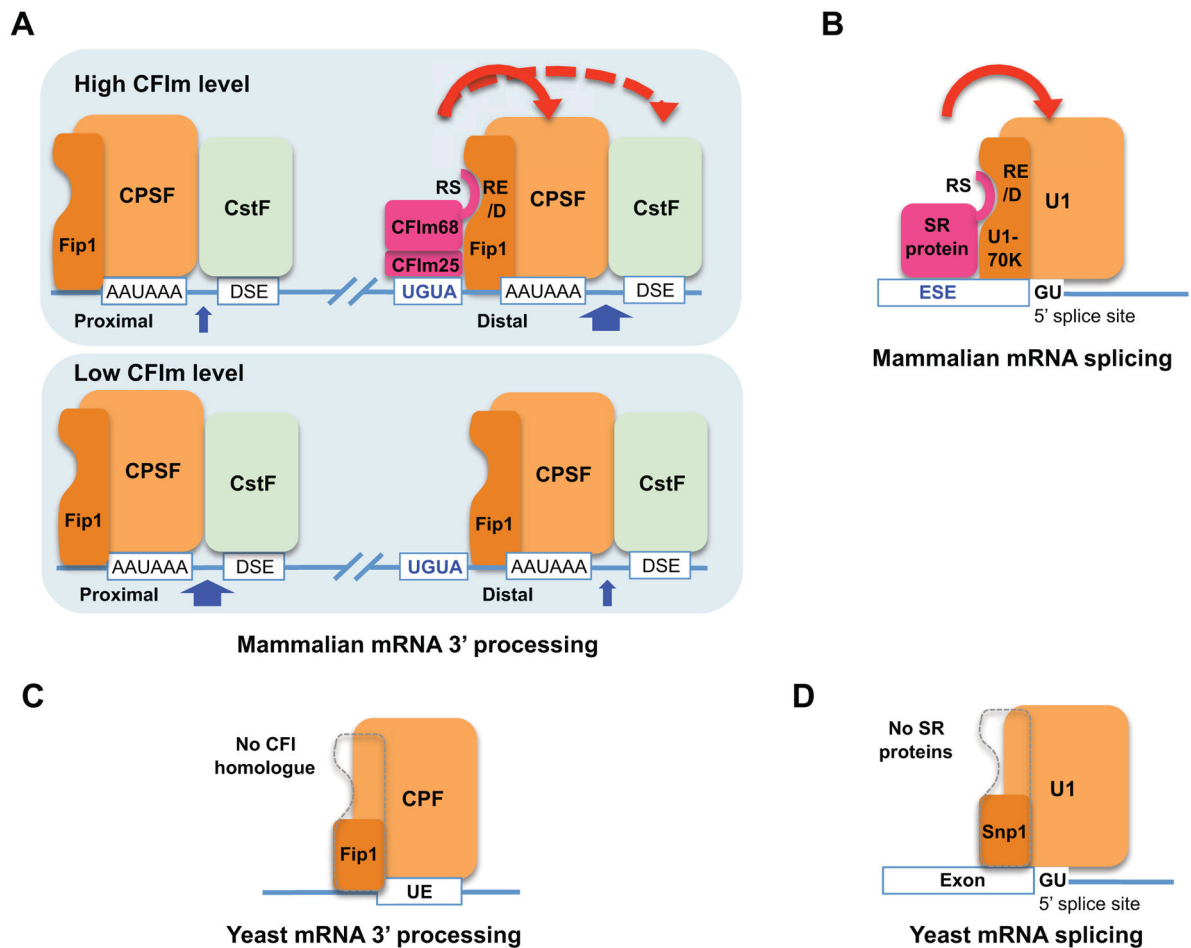 A
High CFIm level
Fip1
CPSF
CstF
AAUAAA
DSE
Proximal
RS
CFIm68
CFIm25
UGUA
RE
/D
Fip1
CPSF
CstF
AAUAAA
DSE
Distal
Low CFIm level
Fip1
CPSF
CstF
AAUAAA
DSE
Proximal
UGUA
Fip1
CPSF
CstF
AAUAAA
DSE
Distal
Mammalian mRNA 3’ processing
B
RS
SR
protein
RE
/D
U1-
70K
U1
ESE
GU
5’ splice site
Mammalian mRNA splicing
C
No CFI
homologue
CPF
Fip1
UE
Yeast mRNA 3’ processing
D
No SR
proteins
U1
Snp1
Exon
GU
5’ splice site
Yeast mRNA splicing